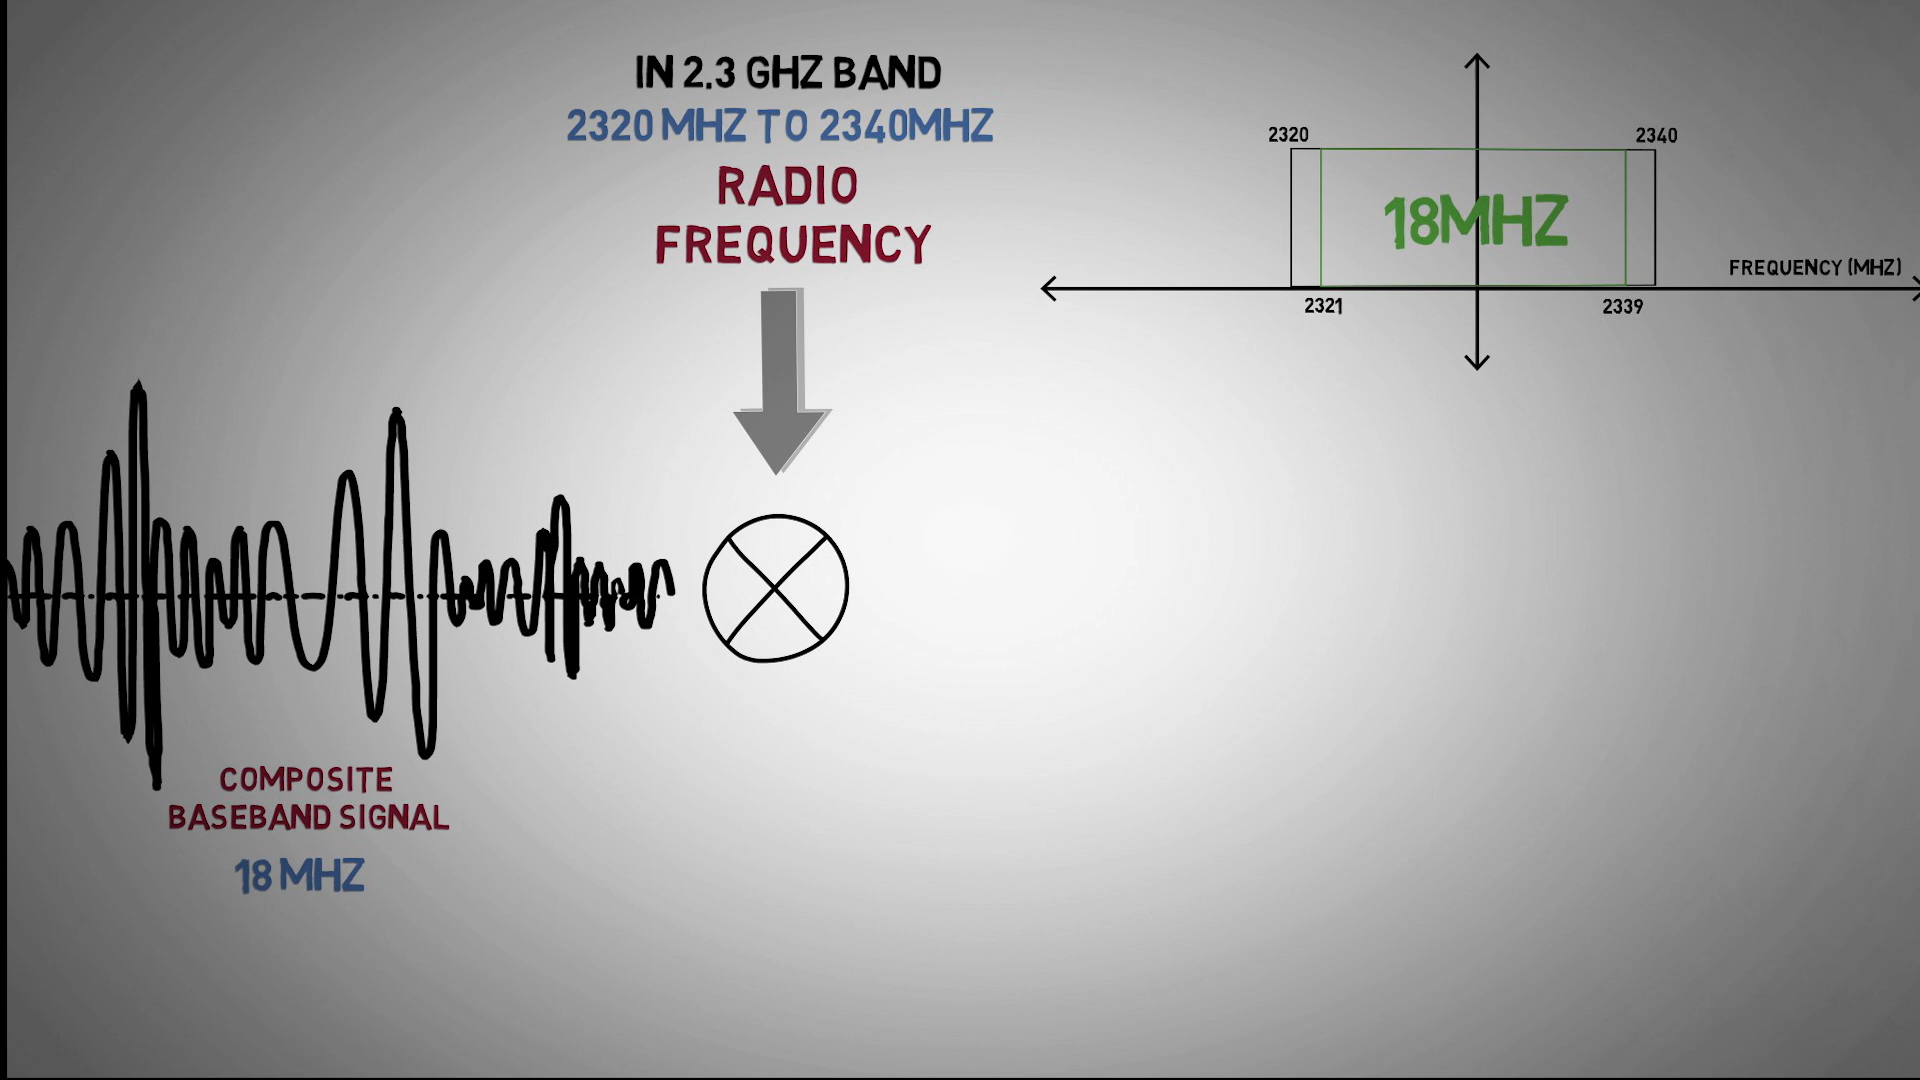 IN 2.3 GHZ BAND
2320 MHZ TO 2340MHZ
RADIO
FREQUENCY
2320
2340
18MHZ
FREQUENCY (MHZ)
2321
2339
COMPOSITE
BASEBAND SIGNAL
18 MHZ